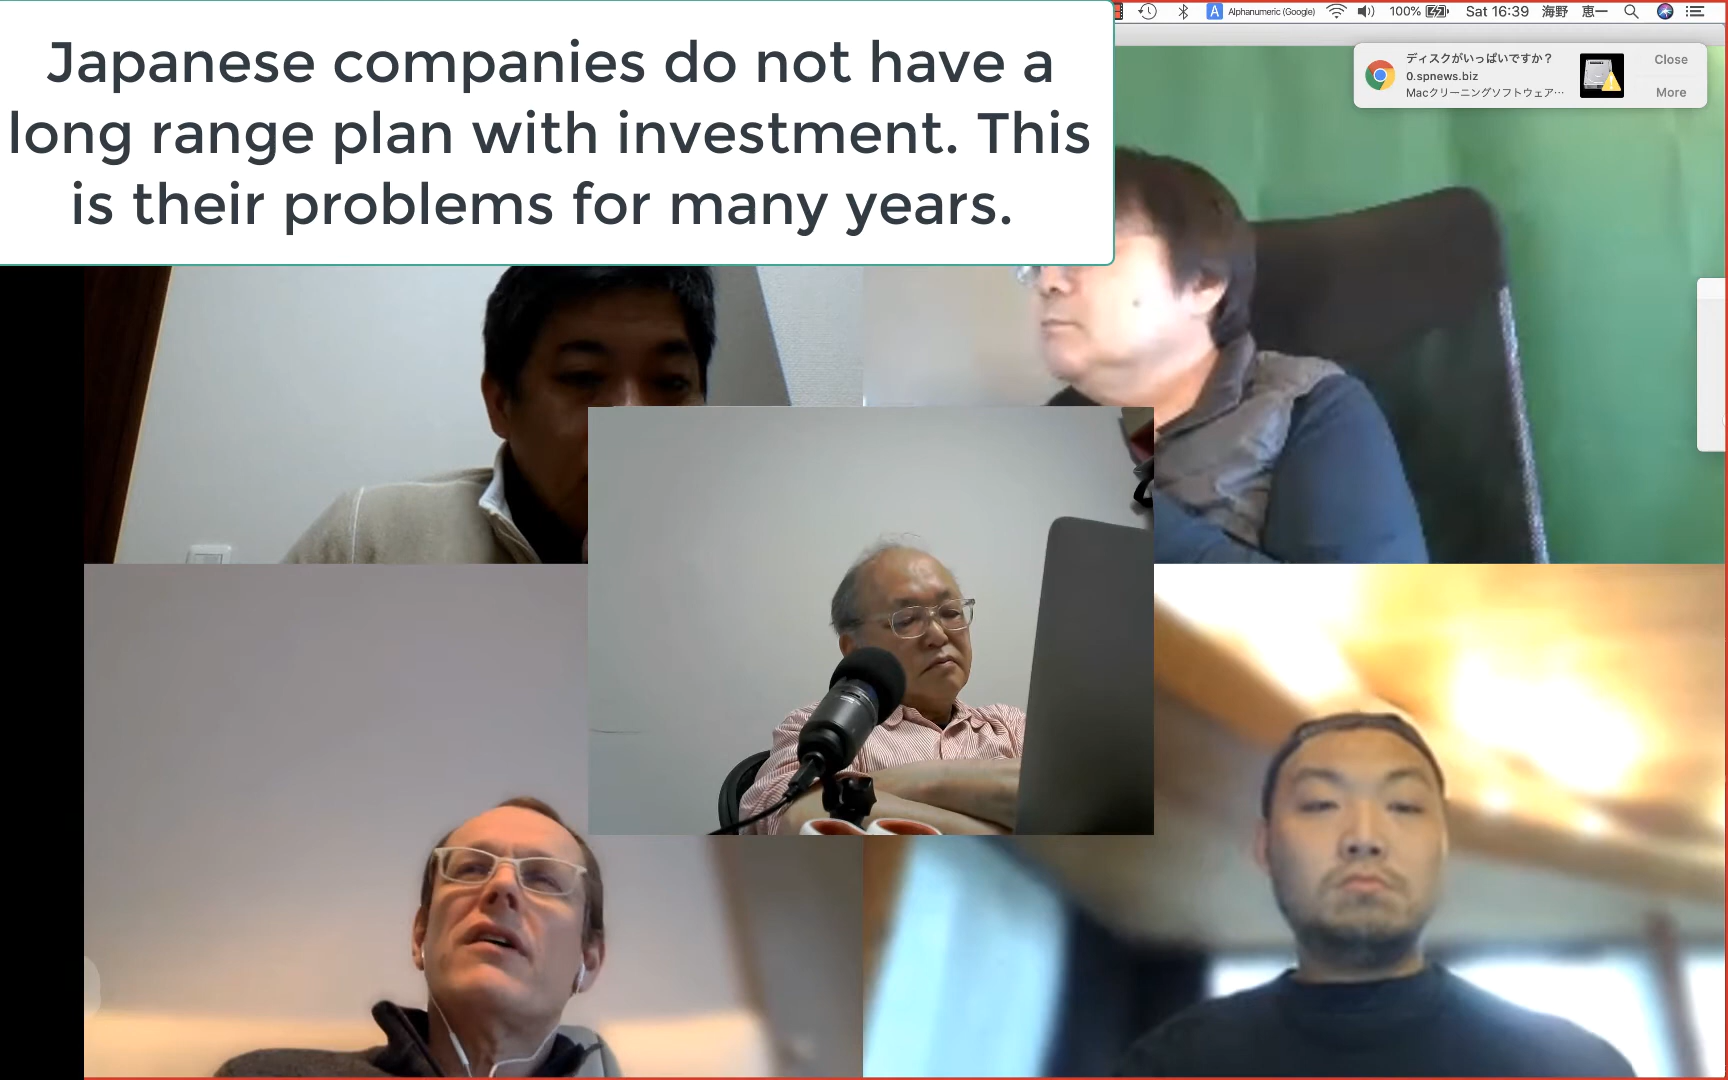 Japanese companies do not have a
long range plan with investment. This
is their problems for many years.
A Alphanumeric (Google) 100% Sat 16:39 海野 恵一
ディスクがいっぱいですか？
0.spnews.biz
Macクリーニングソフトウェア…
Close
More